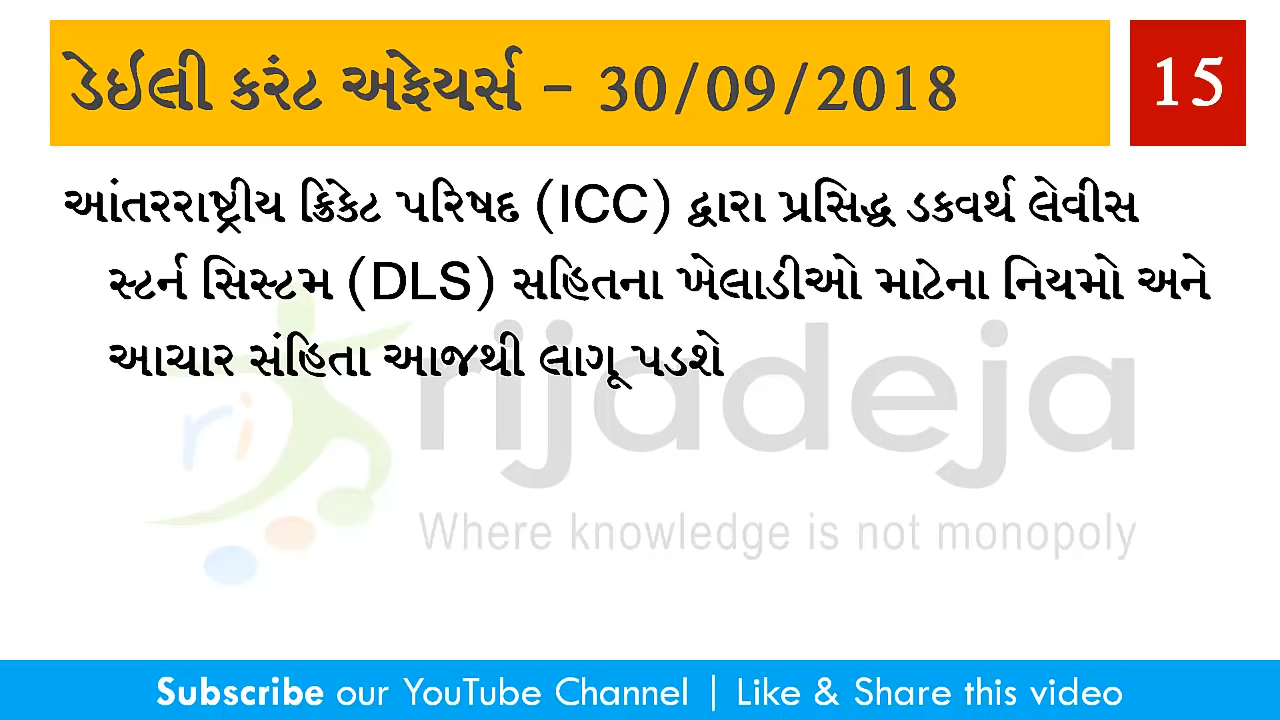 ડેઈલી કરંટ અફેયર્સ – 30/09/2018
15
આંતરરાષ્ટ્રીય ક્રિકેટ પરિષદ (ICC) દ્વારા પ્રસિદ્ધ ડકવર્થ લેવીસ
સ્ટર્ન સિસ્ટમ (DLS) સહિતના ખેલાડીઓ માટેના નિયમો અને
આચાર સંહિતા આજથી લાગૂ પડશે
ri
rijadeja
Where knowledge is not monopoly
Subscribe our YouTube Channel | Like & Share this video